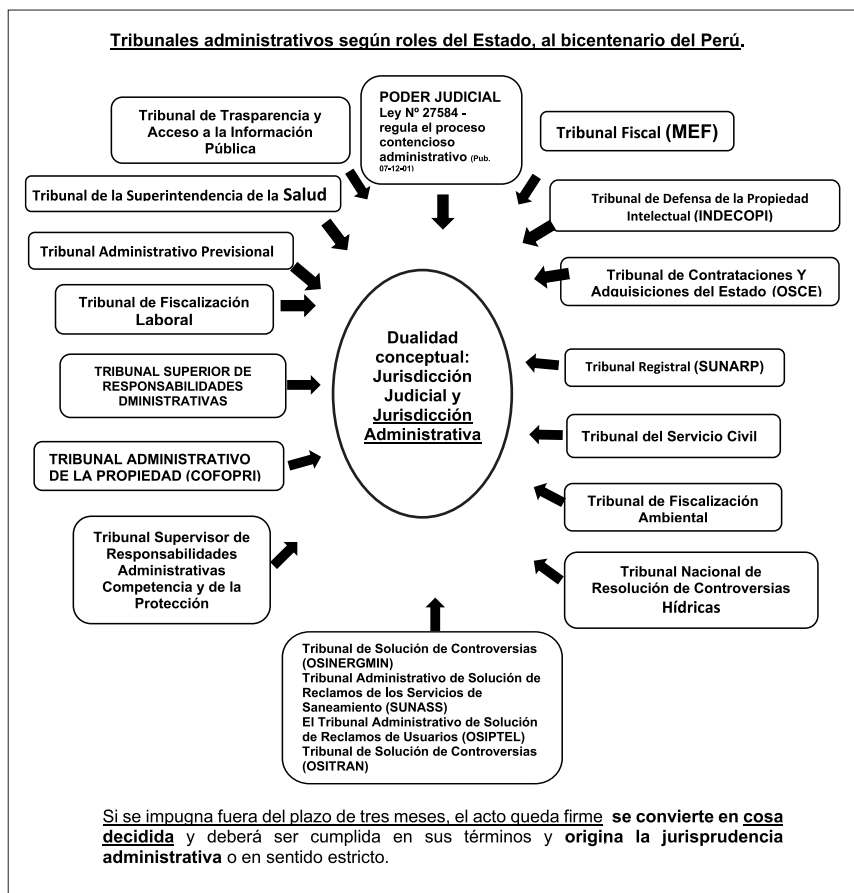 Tribunales administrativos según roles del Estado, al bicentenario del Perú.
Tribunal de Trasparencia y
Acceso a la Información
Pública
PODER JUDICIAL
Ley Nº 27584 -
regula el proceso
contencioso
administrativo (Pub.
07-12-01)
Tribunal Fiscal (MEF)
Tribunal de la Superintendencia de la Salud
Tribunal de Defensa de la Propiedad
Intelectual (INDECOPI)
Tribunal Administrativo Previsional
Tribunal de Contrataciones Y
Adquisiciones del Estado (OSCE)
Tribunal de Fiscalización
Laboral
Dualidad
conceptual:
Jurisdicción
Judicial y
Jurisdicción
Administrativa
TRIBUNAL SUPERIOR DE
RESPONSABILIDADES
DMINISTRATIVAS
Tribunal Registral (SUNARP)
Tribunal del Servicio Civil
TRIBUNAL ADMINISTRATIVO
DE LA PROPIEDAD (COFOPRI)
Tribunal de Fiscalización
Ambiental
Tribunal Supervisor de
Responsabilidades
Administrativas
Competencia y de la
Protección
Tribunal Nacional de
Resolución de Controversias
Hídricas
Tribunal de Solución de Controversias
(OSINERGMIN)
Tribunal Administrativo de Solución de
Reclamos de los Servicios de
Saneamiento (SUNASS)
El Tribunal Administrativo de Solución
de Reclamos de Usuarios (OSIPTEL)
Tribunal de Solución de Controversias
(OSITRAN)
Si se impugna fuera del plazo de tres meses, el acto queda firme se convierte en cosa
decidida y deberá ser cumplida en sus términos y origina la jurisprudencia
administrativa o en sentido estricto.